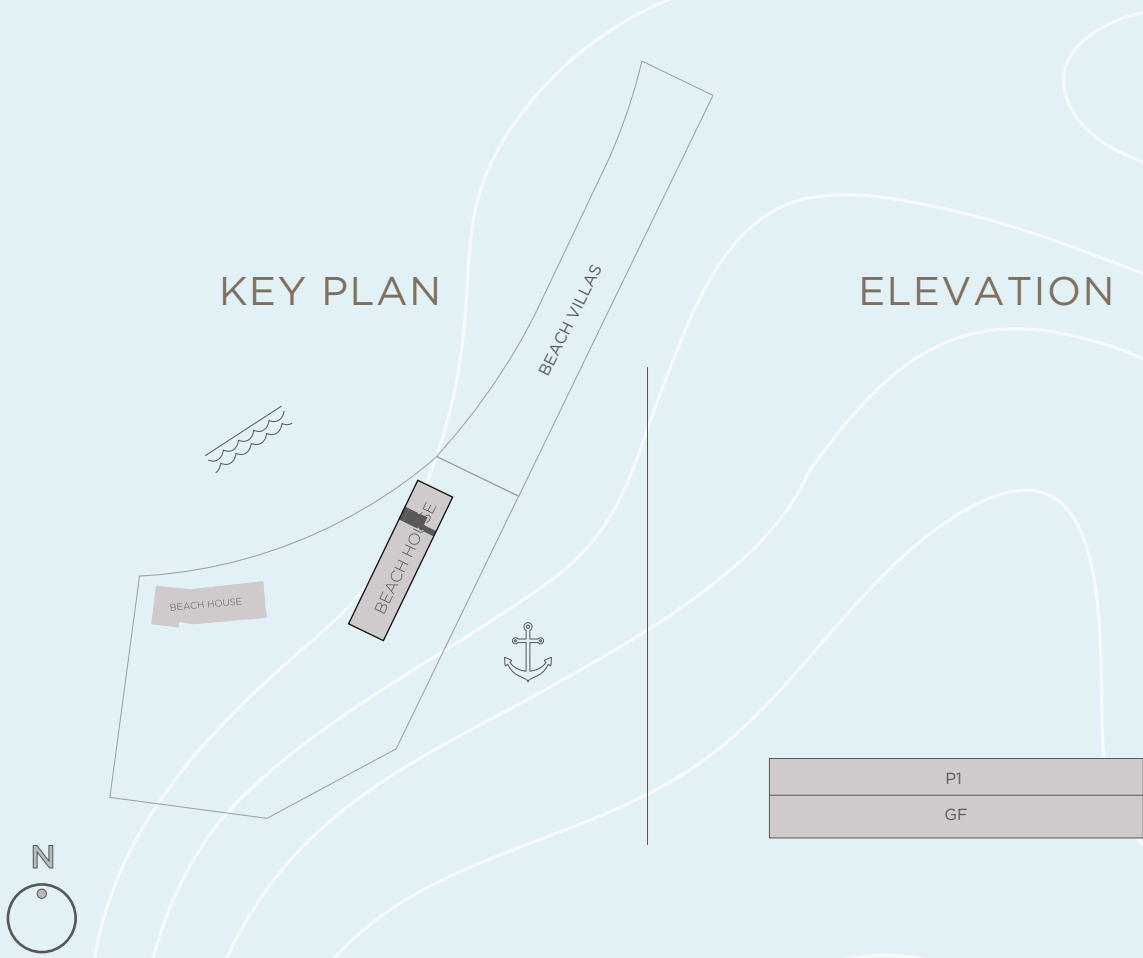 KEY PLAN
ELEVATION
BEACH VILLAS
BEACH HOUSE
BEACH HOUSE
P1
GF
N